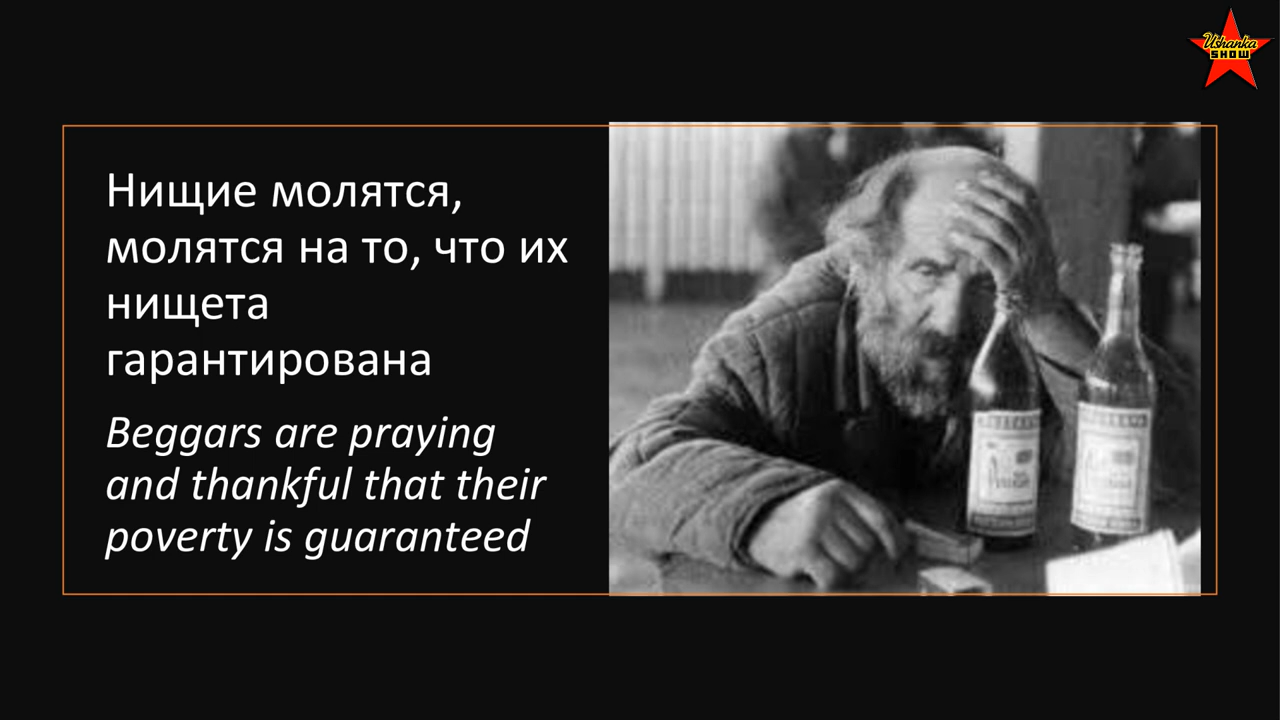 Ushanka
SHOW
Нищие молятся,
молятся на то, что их
нищета
гарантирована
Beggars are praying
and thankful that their
poverty is guaranteed